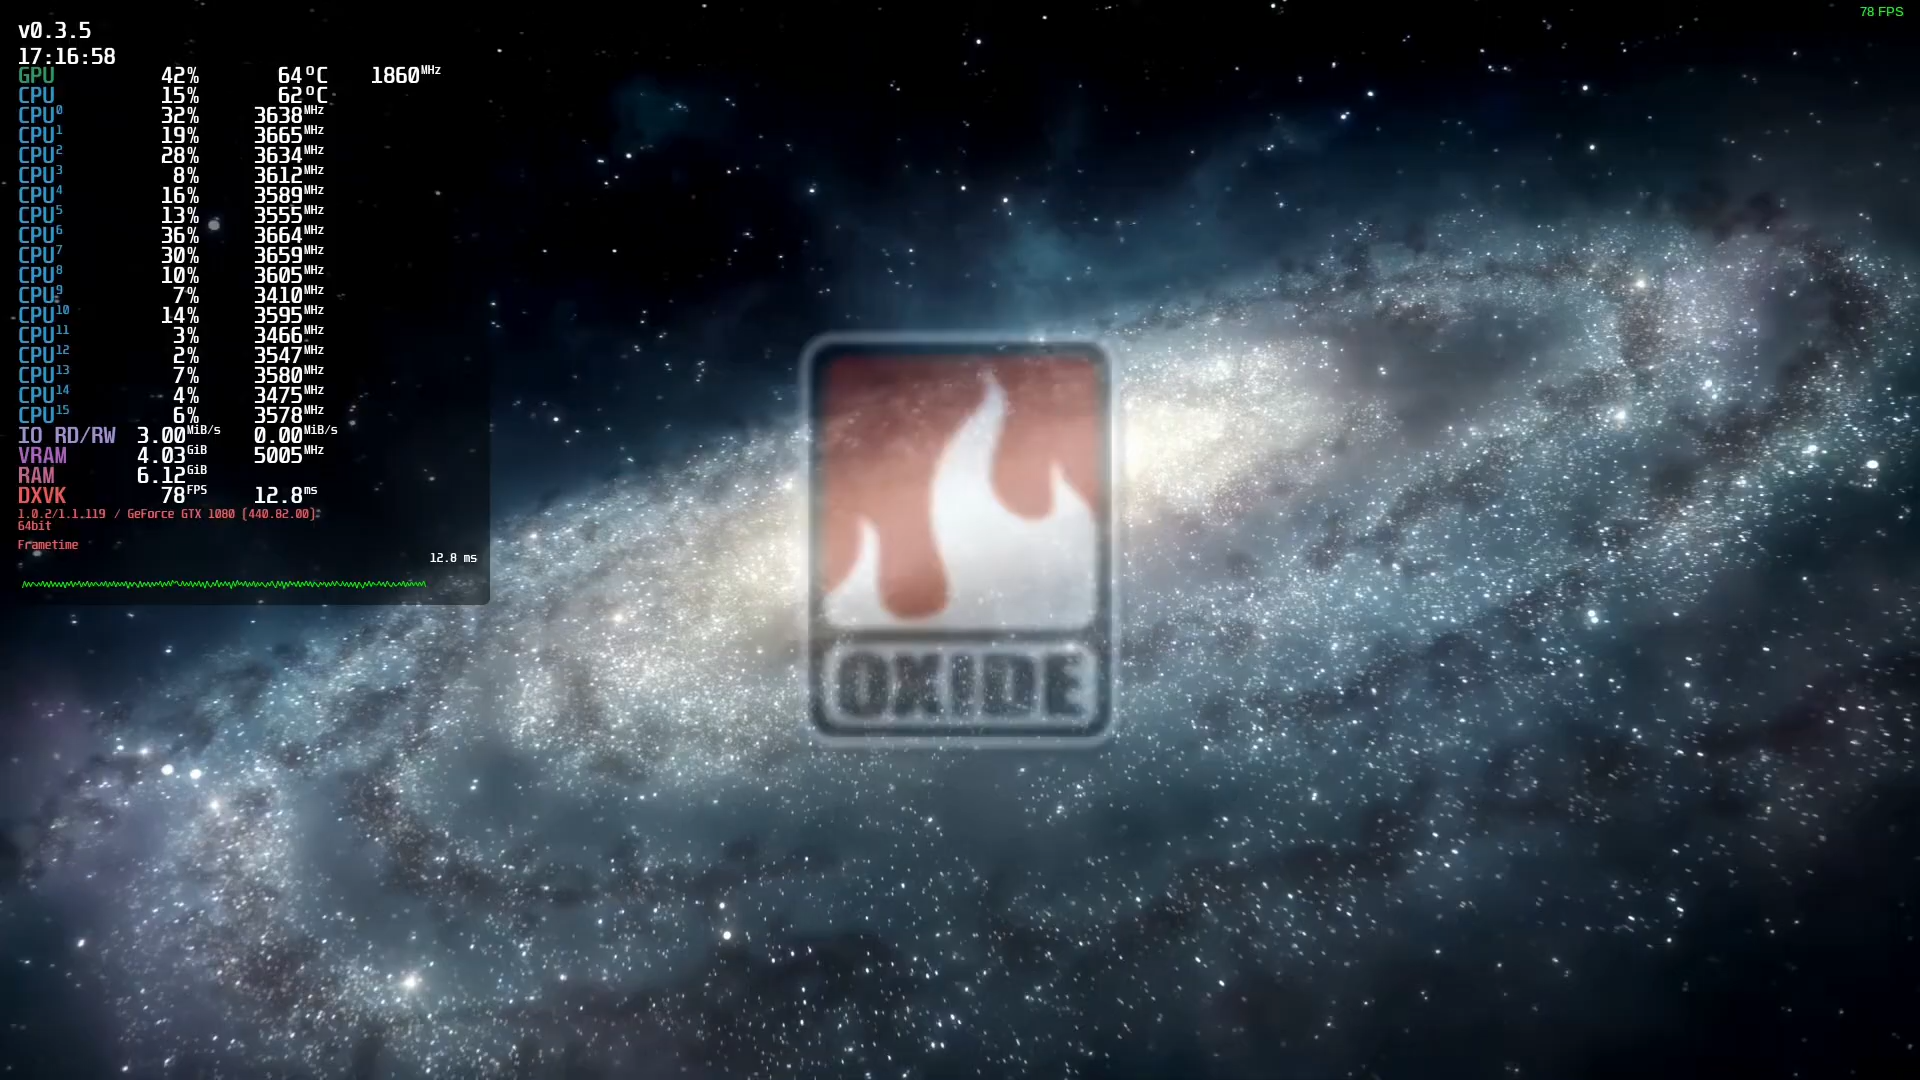 78 FPS
v0.3.5
17:16:58
GPU 42% 64°C 1860MHz
CPU 15% 62°C
CPU0 32% 3638MHz
CPU1 19% 3665MHz
CPU2 28% 3634MHz
CPU3 8% 3612MHz
CPU4 16% 3589MHz
CPU5 13% 3555MHz
CPU6 36% 3664MHz
CPU7 30% 3659MHz
CPU8 10% 3605MHz
CPU9 7% 3410MHz
CPU10 14% 3595MHz
CPU11 3% 3466MHz
CPU12 2% 3547MHz
CPU13 7% 3580MHz
CPU14 4% 3475MHz
CPU15 6% 3578MHz
IO RD/RW 3.00MiB/s 0.00MiB/s
VRAM 4.03GiB 5005MHz
RAM 6.12GiB
DXVK 78FPS 12.8ms
1.0.2/1.1.119 / GeForce GTX 1080 (440.82.00)
64bit
Frametime
12.8 ms
OXIDE